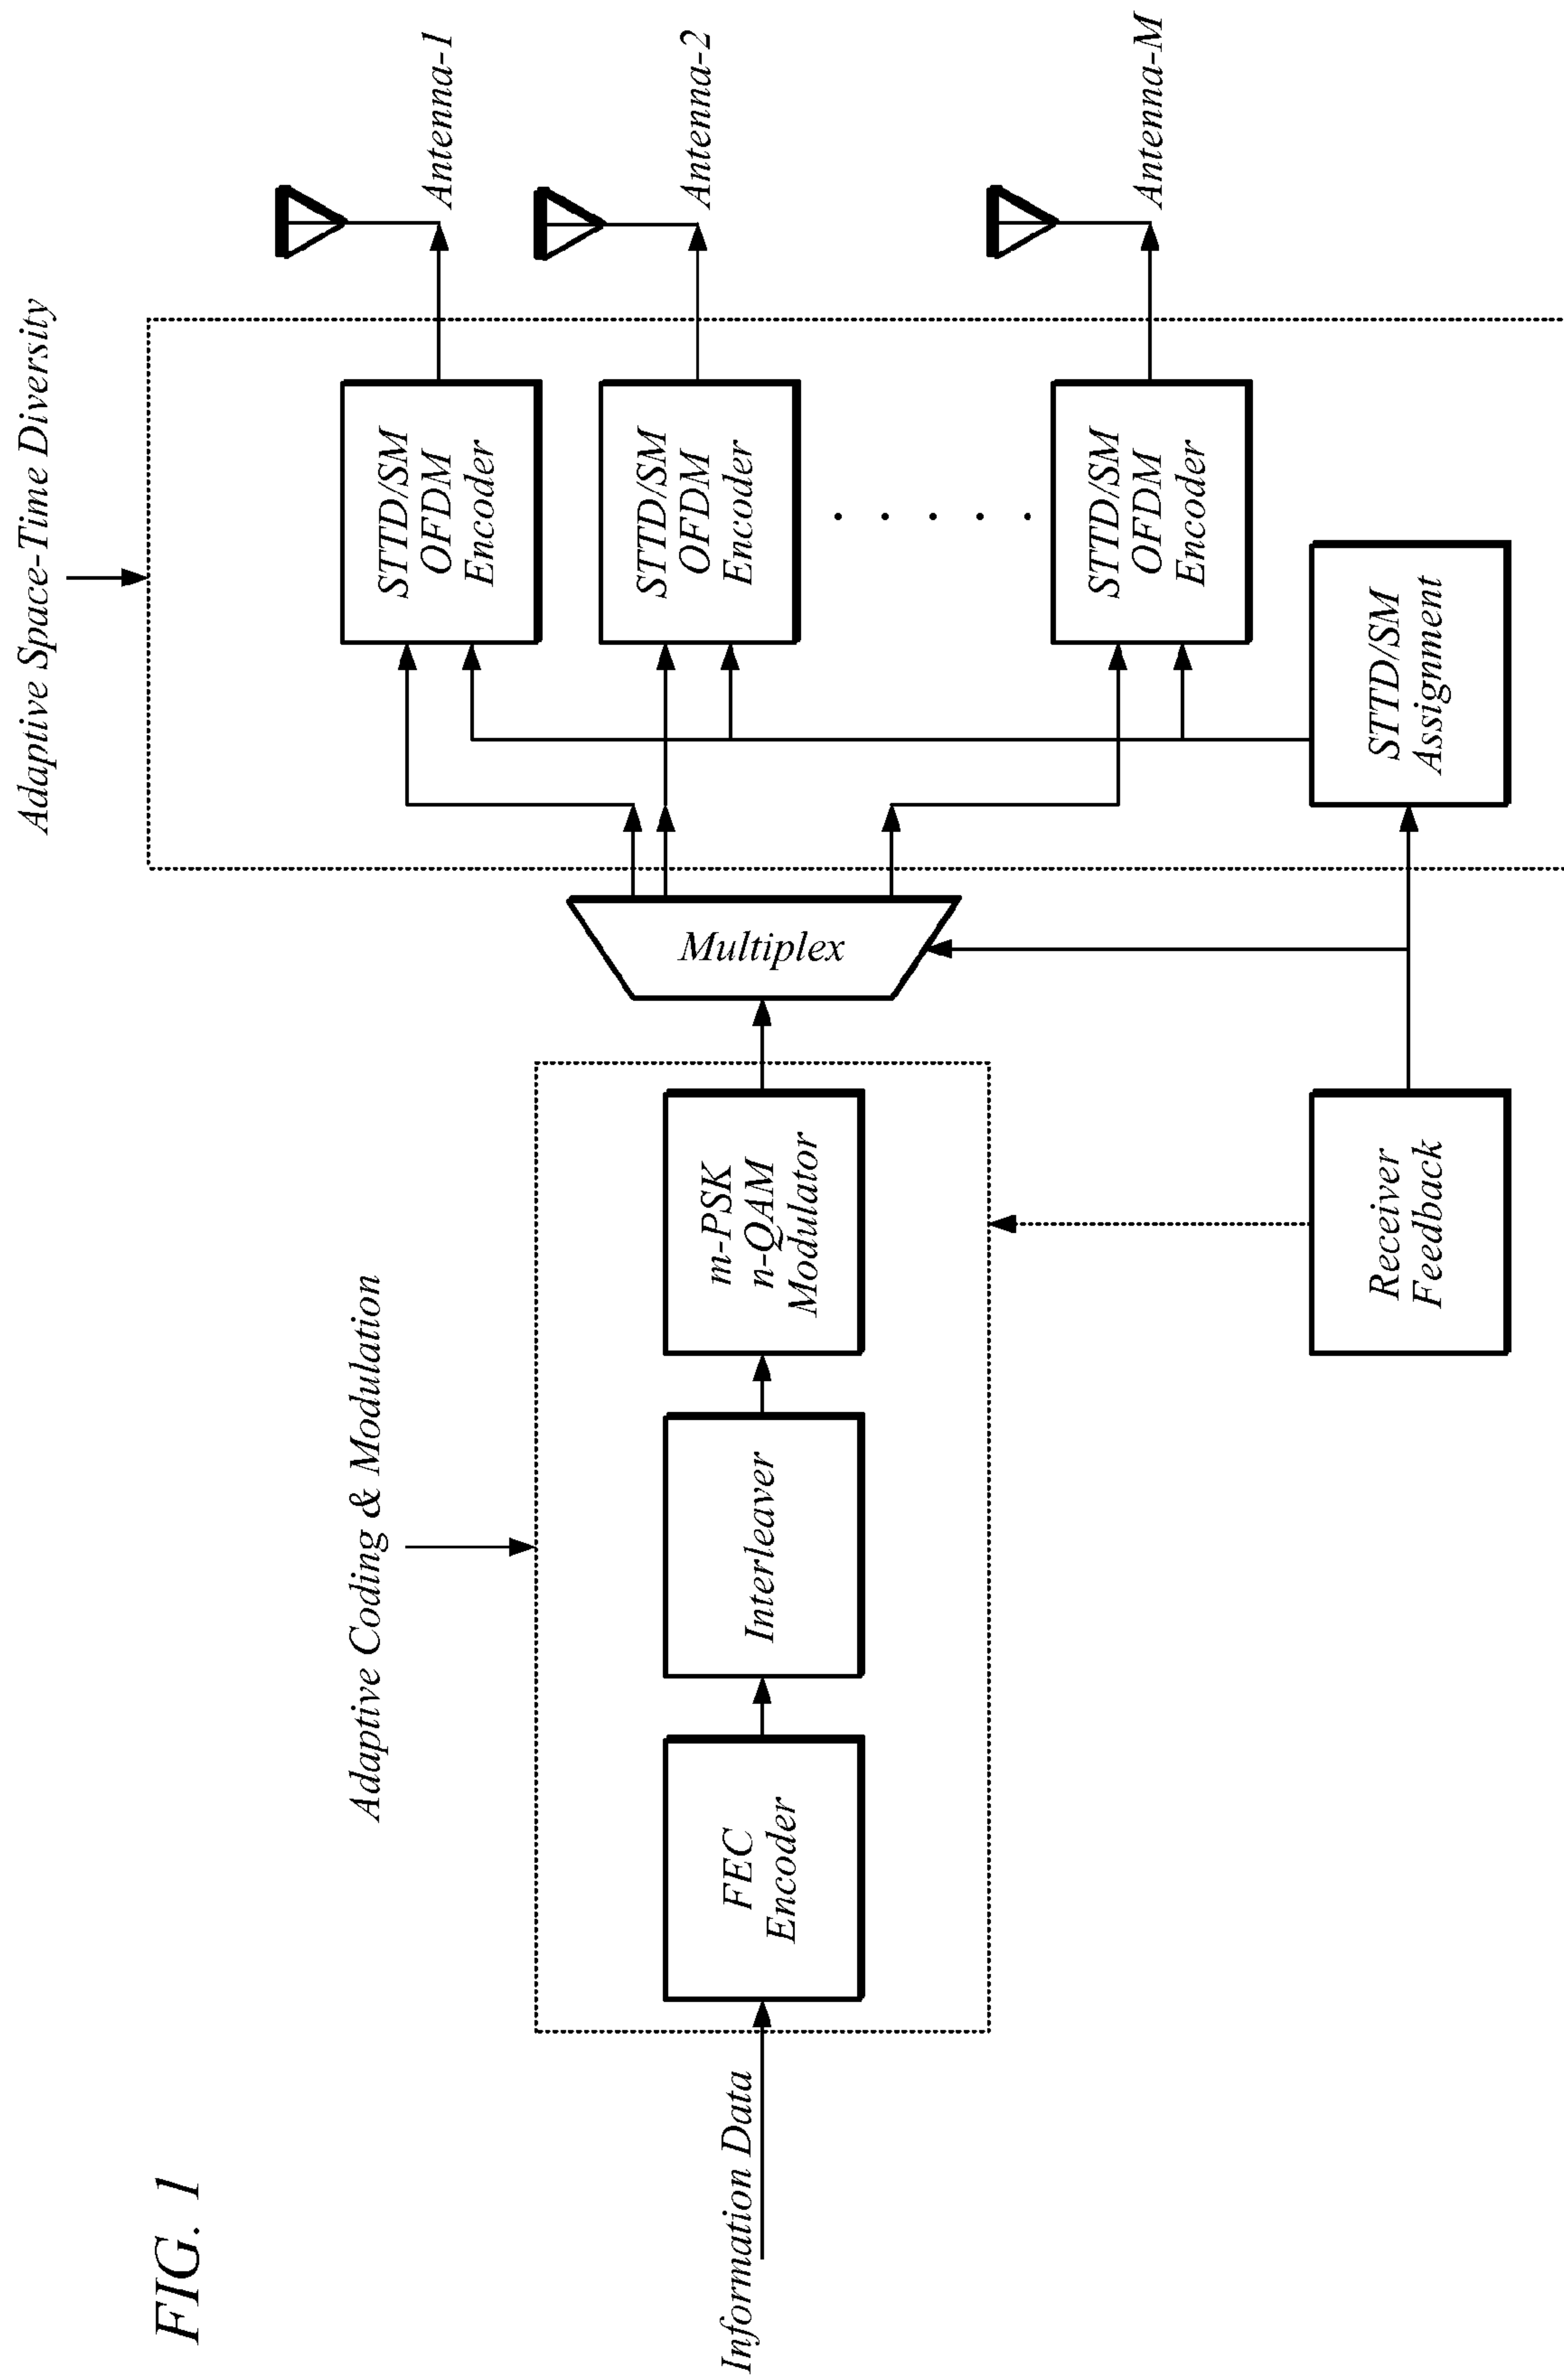 FIG. 1
Information Data
Adaptive Coding & Modulation
FEC
Encoder
Interleaver
m-PSK
n-QAM
Modulator
Multiplex
Receiver
Feedback
Adaptive Space-Time Diversity
STTD/SM
OFDM
Encoder
STTD/SM
OFDM
Encoder
. . . . .
STTD/SM
OFDM
Encoder
STTD/SM
Assignment
Antenna-1
Antenna-2
Antenna-M